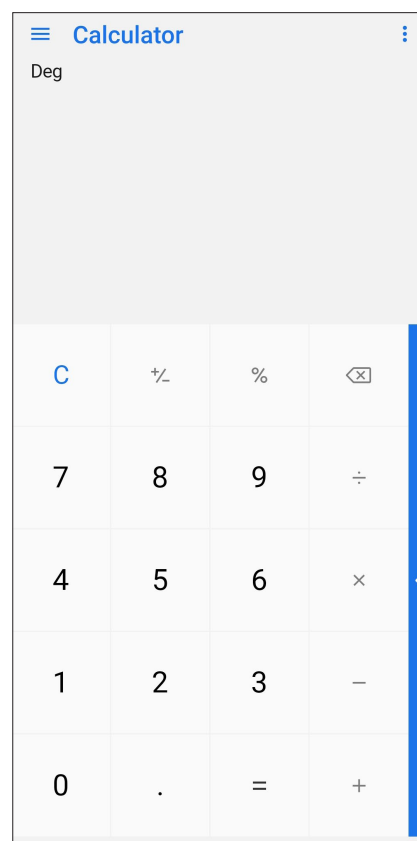 Calculator
Deg
C +/- %
7 8 9 ÷
4 5 6 ×
1 2 3 −
0 . = +